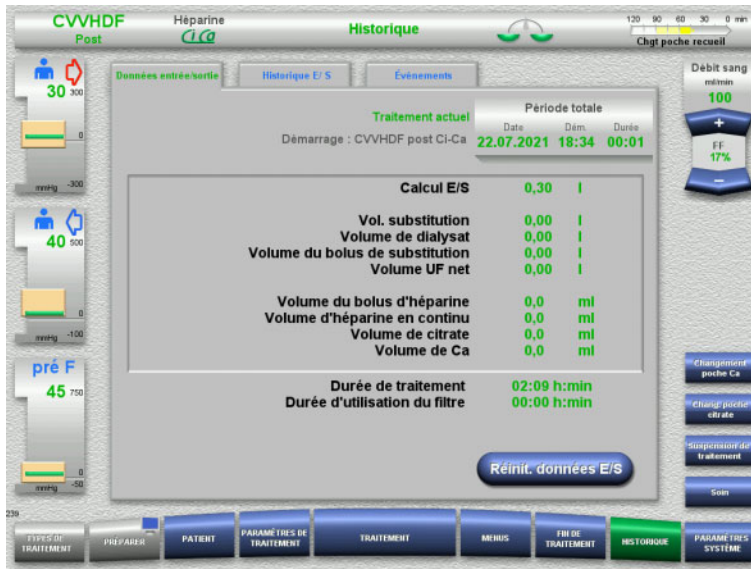 CVVHDF
Post
Héparine
Ci.Ca
Historique
120 90 60 30 0 min
Chgt poche recueil
30
300
0
mmHg -300
40
500
0
mmHg -100
pré F
45
750
0
mmHg -50
Données entrée/sortie
Historique E/ S
Événements
Traitement actuel
Démarrage : CVVHDF post Ci-Ca
Période totale
Date Dém. Durée
22.07.2021 18:34 00:01
Calcul E/S 0,30 l
Vol. substitution 0,00 l
Volume de dialysat 0,00 l
Volume du bolus de substitution 0,00 l
Volume UF net 0,00 l
Volume du bolus d'héparine 0,0 ml
Volume d'héparine en continu 0,0 ml
Volume de citrate 0,0 ml
Volume de Ca 0,0 ml
Durée de traitement 02:09 h:min
Durée d'utilisation du filtre 00:00 h:min
Réinit. données E/S
Débit sang
ml/min
100
+
FF
17%
–
Changement
poche Ca
Chang. poche
citrate
Suspension de
traitement
Soin
239
TYPES DE
TRAITEMENT
PRÉPARER
PATIENT
PARAMÈTRES DE
TRAITEMENT
TRAITEMENT
MENUS
FIN DE
TRAITEMENT
HISTORIQUE
PARAMÈTRES
SYSTÈME